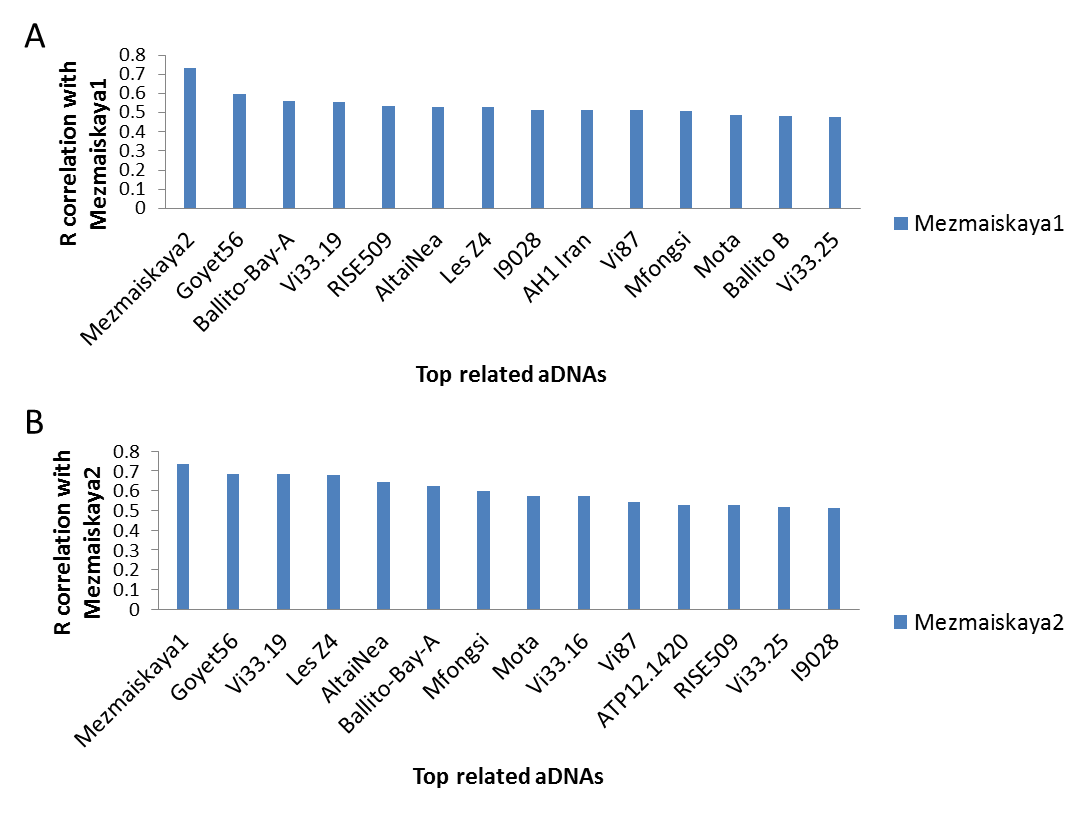 A
R correlation with
Mezmaiskaya1
0.8
0.7
0.6
0.5
0.4
0.3
0.2
0.1
0
Mezmaiskaya2
Goyet56
Ballito-Bay-A
Vi33.19
RISE509
AltaiNea
Les Z4
I9028
AH1 Iran
Vi87
Mfongsi
Mota
Ballito B
Vi33.25
Top related aDNAs
Mezmaiskaya1
B
R correlation with
Mezmaiskaya2
0.8
0.7
0.6
0.5
0.4
0.3
0.2
0.1
0
Mezmaiskaya1
Goyet56
Vi33.19
Les Z4
AltaiNea
Ballito-Bay-A
Mfongsi
Mota
Vi33.16
Vi87
ATP12.1420
RISE509
Vi33.25
I9028
Top related aDNAs
Mezmaiskaya2